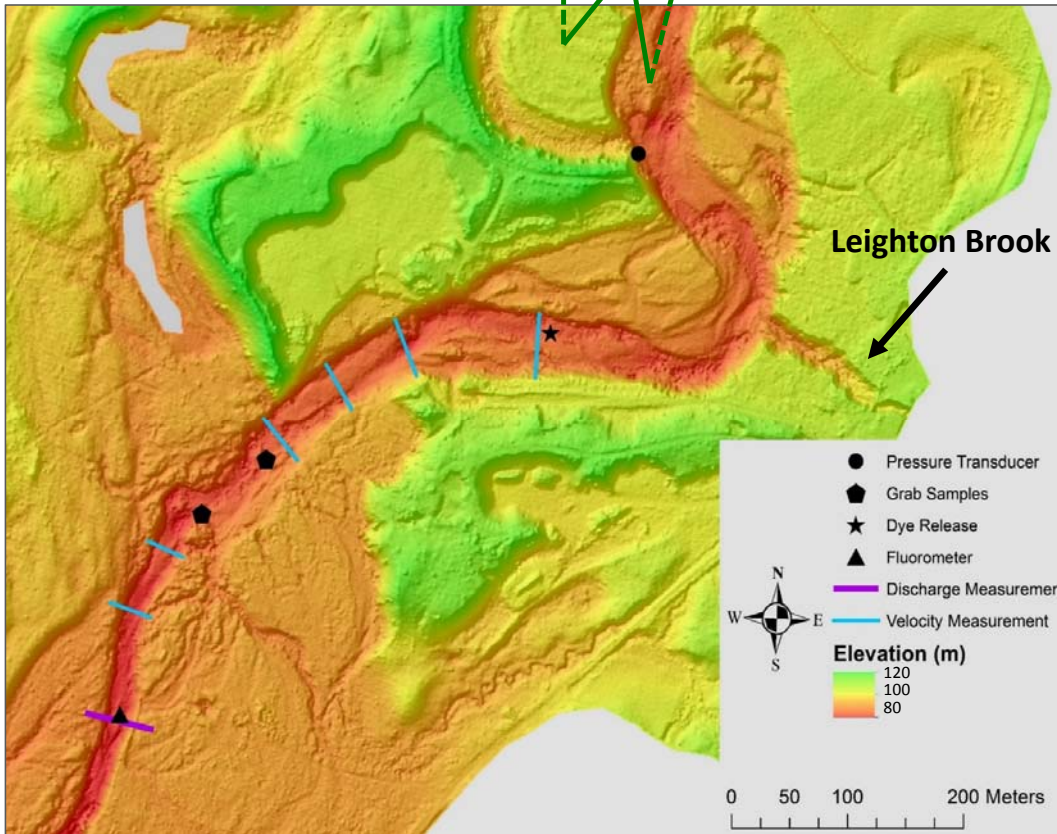 Leighton Brook
Pressure Transducer
Grab Samples
Dye Release
Fluorometer
Discharge Measuremen
Velocity Measurement
N
W E
S
Elevation (m)
120
100
80
0 50 100 200 Meters